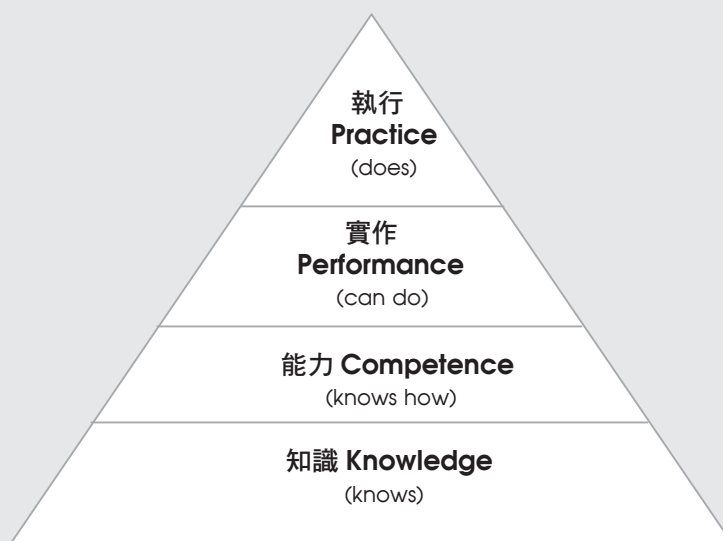 執行
Practice
(does)
實作
Performance
(can do)
能力 Competence
(knows how)
知識 Knowledge
(knows)